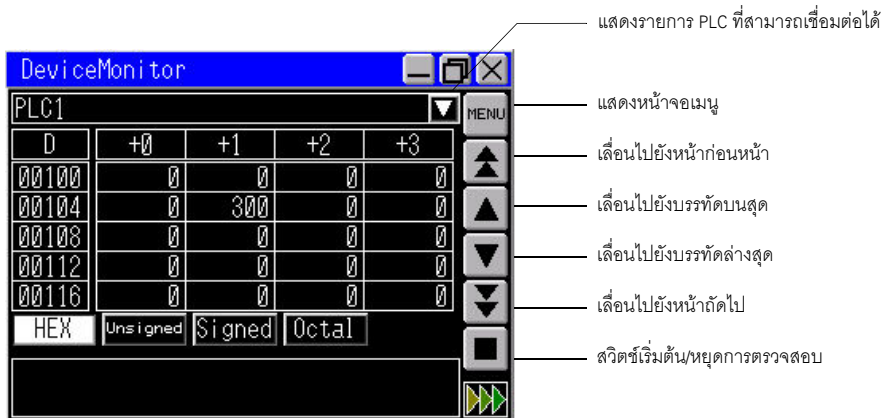 แสดงรายการ PLC ที่สามารถเชื่อมต่อได้
DeviceMonitor
PLC1
MENU
แสดงหน้าจอเมนู
D +0 +1 +2 +3
เลื่อนไปยังหน้าก่อนหน้า
00100 0 0 0 0
00104 0 300 0 0
เลื่อนไปยังบรรทัดบนสุด
00108 0 0 0 0
00112 0 0 0 0
เลื่อนไปยังบรรทัดล่างสุด
00116 0 0 0 0
เลื่อนไปยังหน้าถัดไป
HEX Unsigned Signed Octal
สวิตช์เริ่มต้น/หยุดการตรวจสอบ